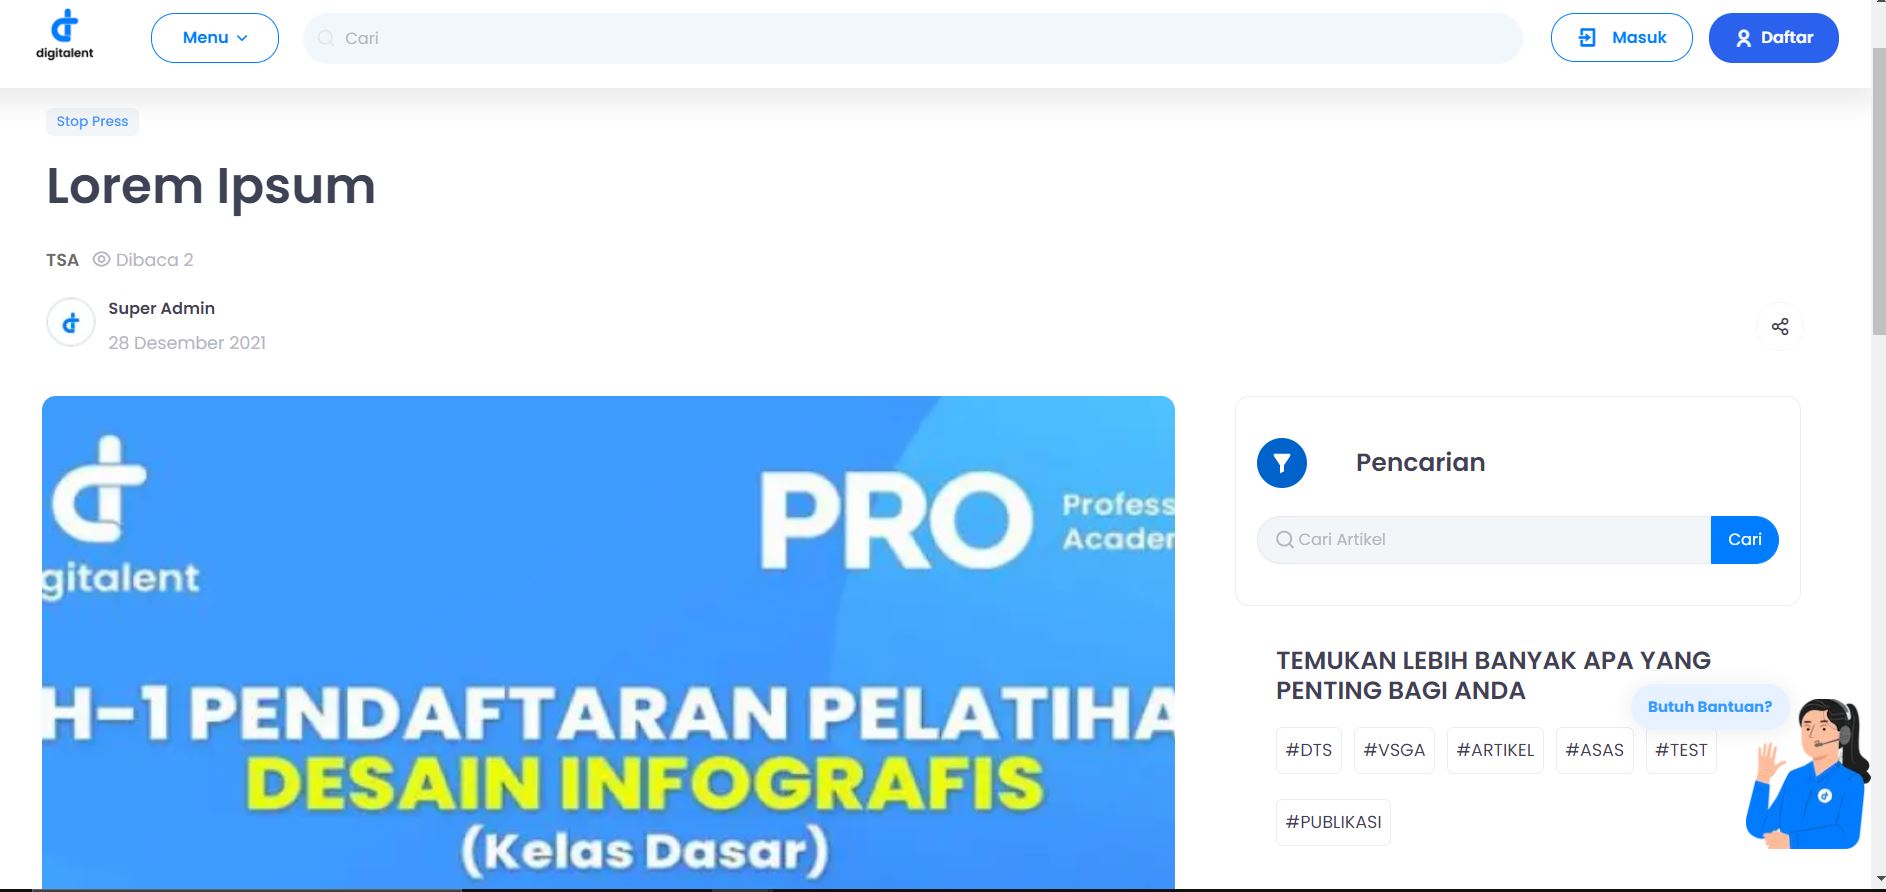 digitalent
Menu
Cari
Masuk
Daftar
Stop Press
Lorem Ipsum
TSA Dibaca 2
Super Admin
28 Desember 2021
gitalent
PRO
Profess
Acader
H-1 PENDAFTARAN PELATIHA
DESAIN INFOGRAFIS
(Kelas Dasar)
Pencarian
Cari Artikel
Cari
TEMUKAN LEBIH BANYAK APA YANG
PENTING BAGI ANDA
Butuh Bantuan?
#DTS #VSGA #ARTIKEL #ASAS #TEST
#PUBLIKASI